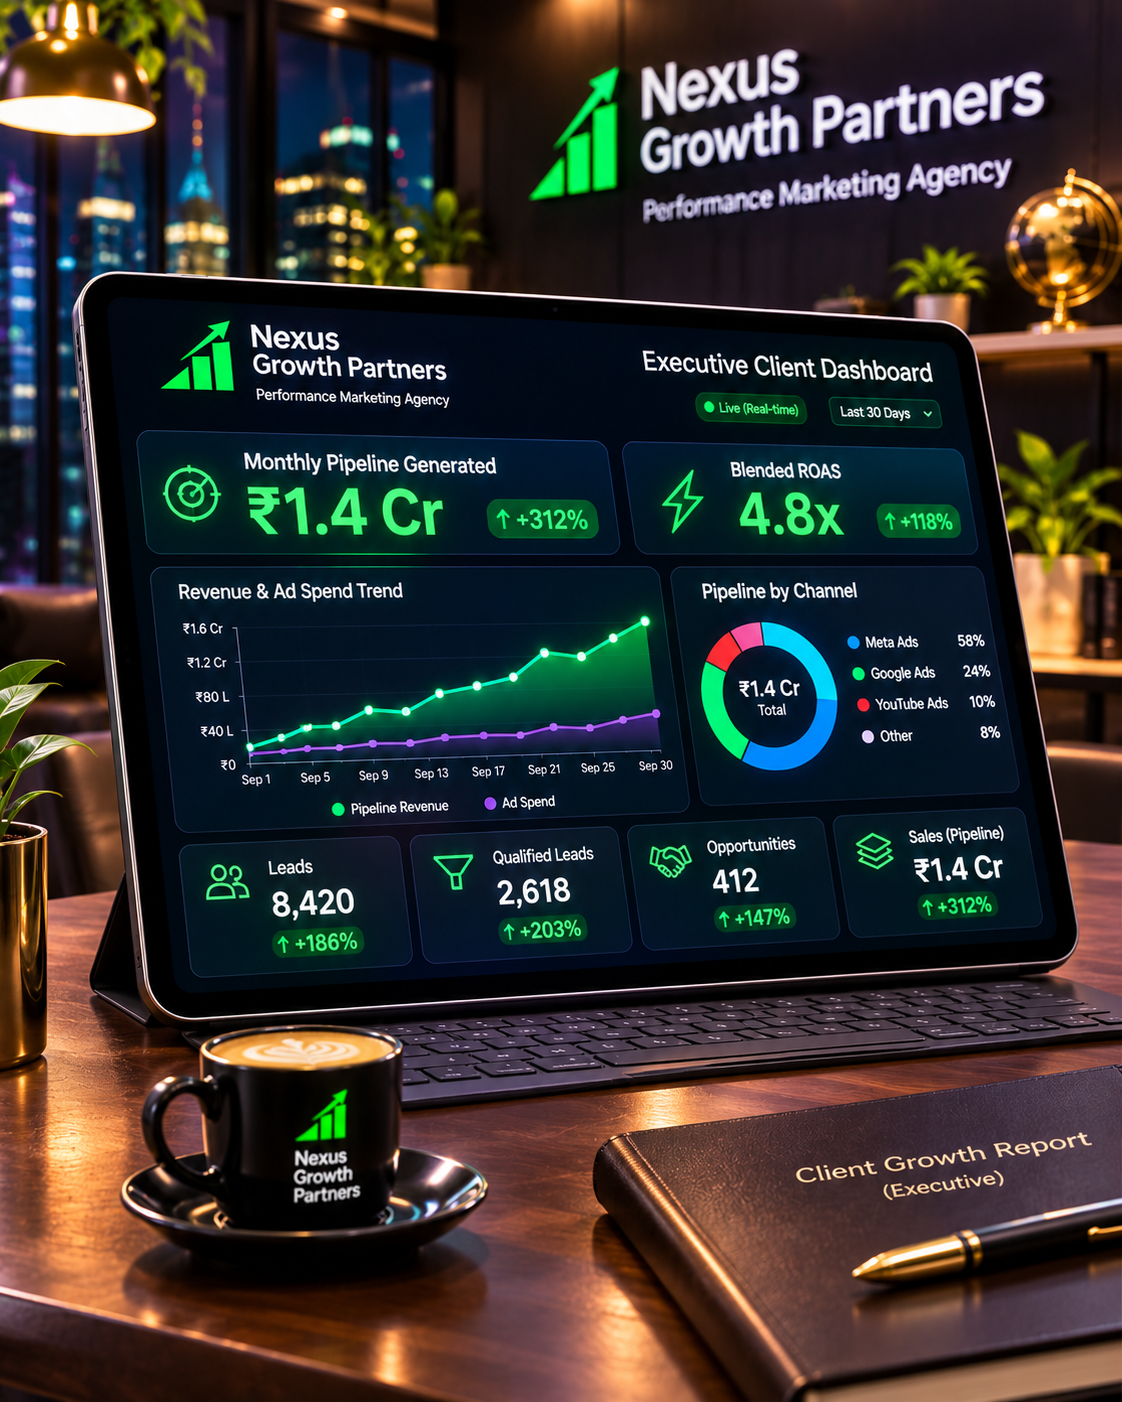 Nexus
Growth Partners
Performance Marketing Agency
Nexus
Growth Partners
Performance Marketing Agency
Executive Client Dashboard
Live (Real-time)
Last 30 Days
Monthly Pipeline Generated
₹1.4 Cr
↑ +312%
Blended ROAS
4.8x
↑ +118%
Revenue & Ad Spend Trend
₹1.6 Cr
₹1.2 Cr
₹80 L
₹40 L
₹0
Sep 1 Sep 5 Sep 9 Sep 13 Sep 17 Sep 21 Sep 25 Sep 30
Pipeline Revenue Ad Spend
Pipeline by Channel
₹1.4 Cr
Total
Meta Ads 58%
Google Ads 24%
YouTube Ads 10%
Other 8%
Leads
8,420
↑ +186%
Qualified Leads
2,618
↑ +203%
Opportunities
412
↑ +147%
Sales (Pipeline)
₹1.4 Cr
↑ +312%
Nexus
Growth
Partners
Client Growth Report
(Executive)